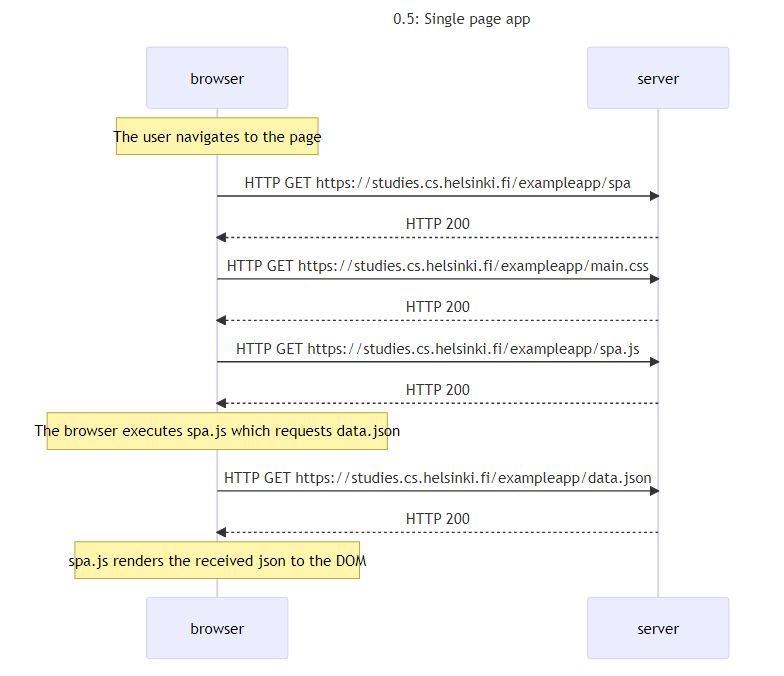 0.5: Single page app
browser
server
The user navigates to the page
HTTP GET https://studies.cs.helsinki.fi/exampleapp/spa
HTTP 200
HTTP GET https://studies.cs.helsinki.fi/exampleapp/main.css
HTTP 200
HTTP GET https://studies.cs.helsinki.fi/exampleapp/spa.js
HTTP 200
The browser executes spa.js which requests data.json
HTTP GET https://studies.cs.helsinki.fi/exampleapp/data.json
HTTP 200
spa.js renders the received json to the DOM
browser
server